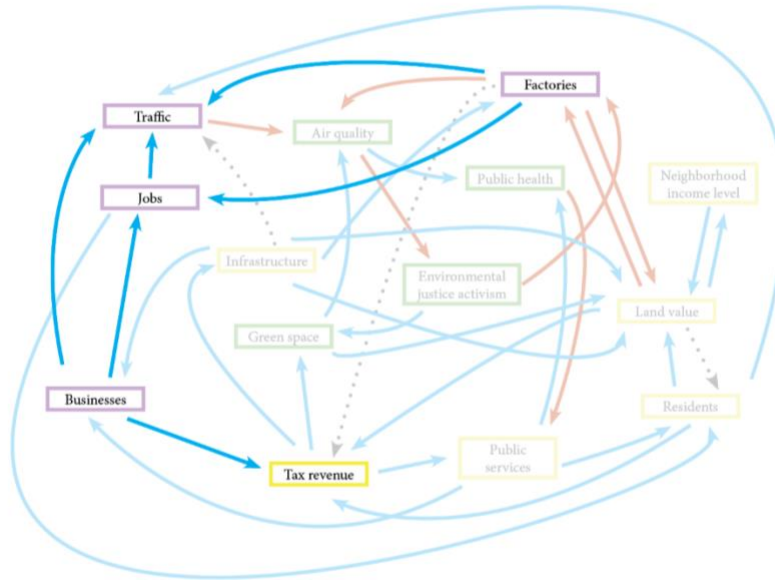 Factories
Traffic
Air quality
Public health
Neighborhood
income level
Jobs
Infrastructure
Environmental
justice activism
Land value
Green space
Businesses
Residents
Public
services
Tax revenue